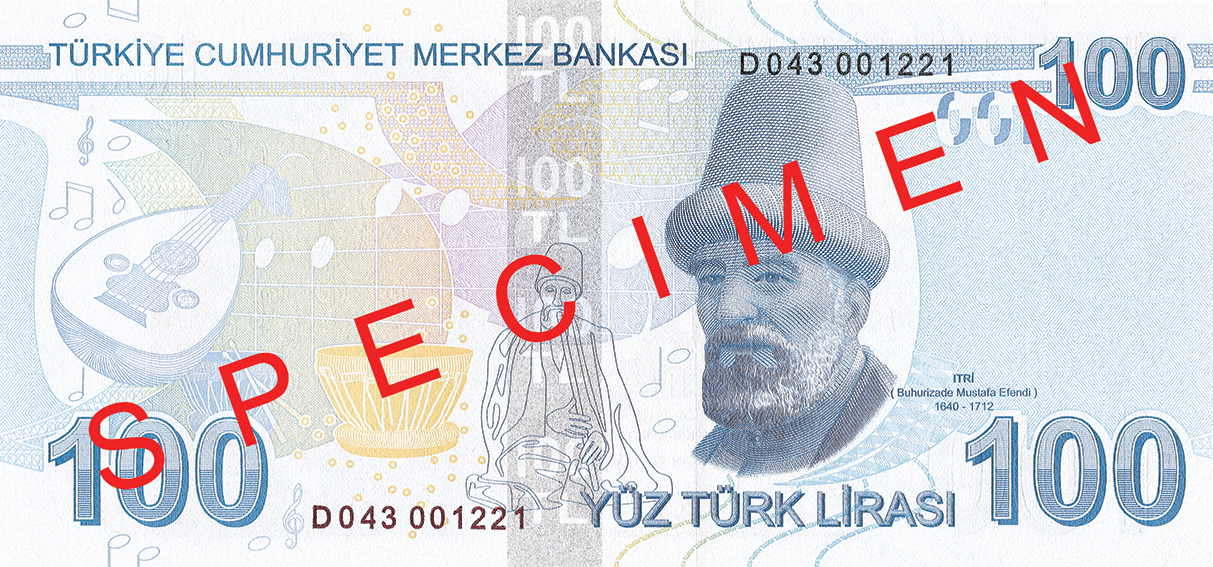 TÜRKİYE CUMHURİYET MERKEZ BANKASI
D043 001221
100
100
TL
100
TL
SPECIMEN
ITRİ
( Buhurizade Mustafa Efendi )
1640 - 1712
100
D043 001221
YÜZ TÜRK LİRASI
100